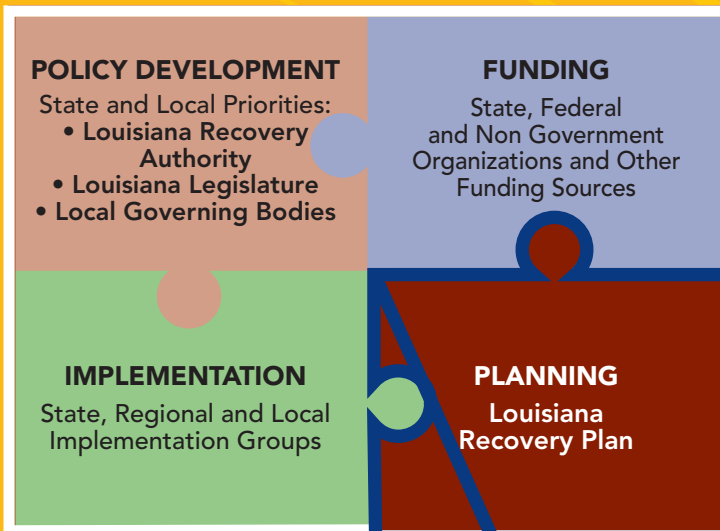 POLICY DEVELOPMENT
State and Local Priorities:
• Louisiana Recovery
Authority
• Louisiana Legislature
• Local Governing Bodies
FUNDING
State, Federal
and Non Government
Organizations and Other
Funding Sources
IMPLEMENTATION
State, Regional and Local
Implementation Groups
PLANNING
Louisiana
Recovery Plan